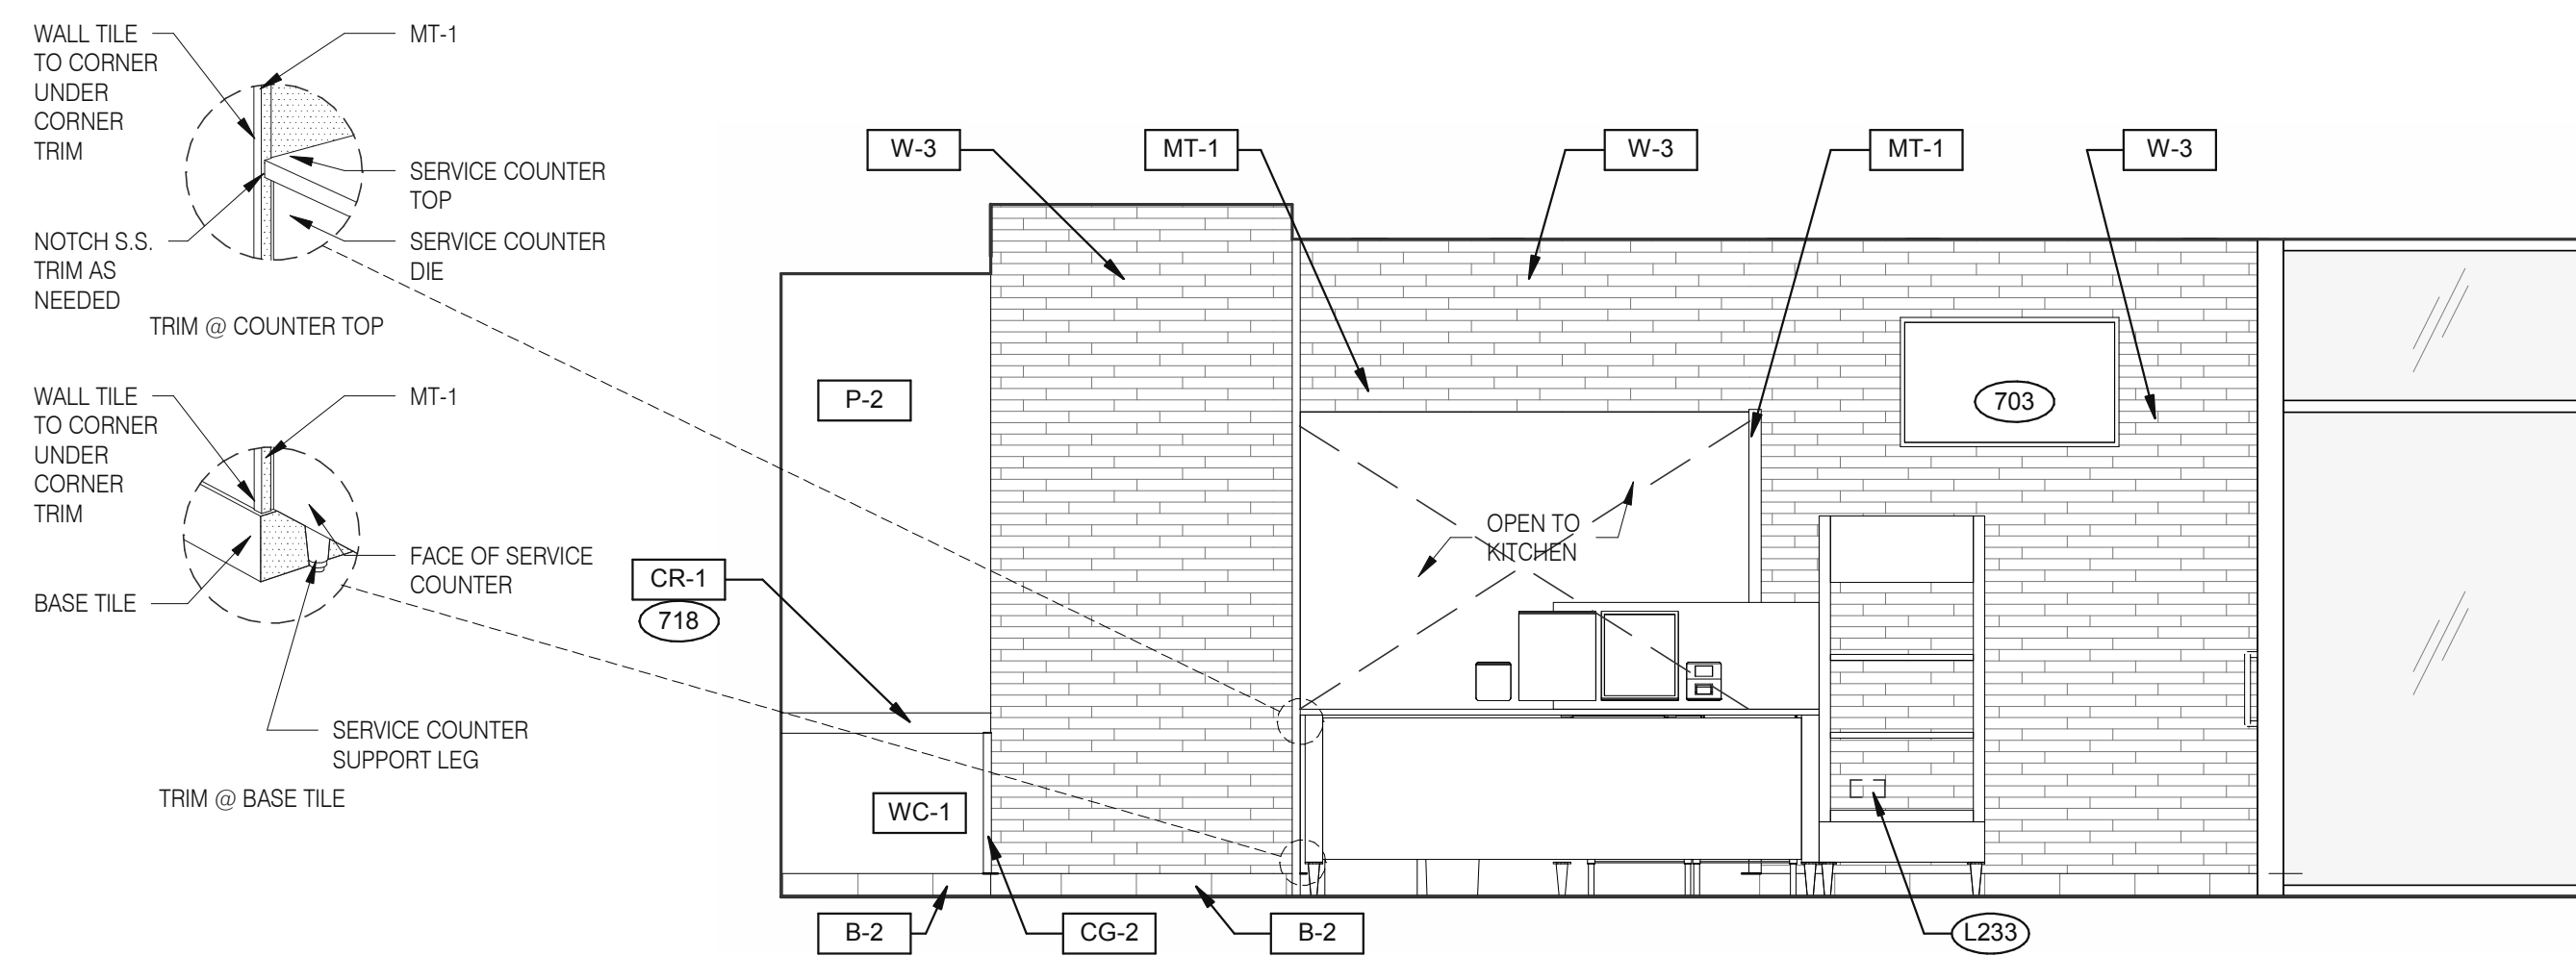 WALL TILE
TO CORNER
UNDER
CORNER
TRIM
MT-1
SERVICE COUNTER
TOP
NOTCH S.S.
TRIM AS
NEEDED
SERVICE COUNTER
DIE
TRIM @ COUNTER TOP
WALL TILE
TO CORNER
UNDER
CORNER
TRIM
MT-1
FACE OF SERVICE
COUNTER
BASE TILE
SERVICE COUNTER
SUPPORT LEG
TRIM @ BASE TILE
W-3
MT-1
W-3
MT-1
W-3
P-2
703
OPEN TO
KITCHEN
CR-1
718
WC-1
B-2
CG-2
B-2
L233